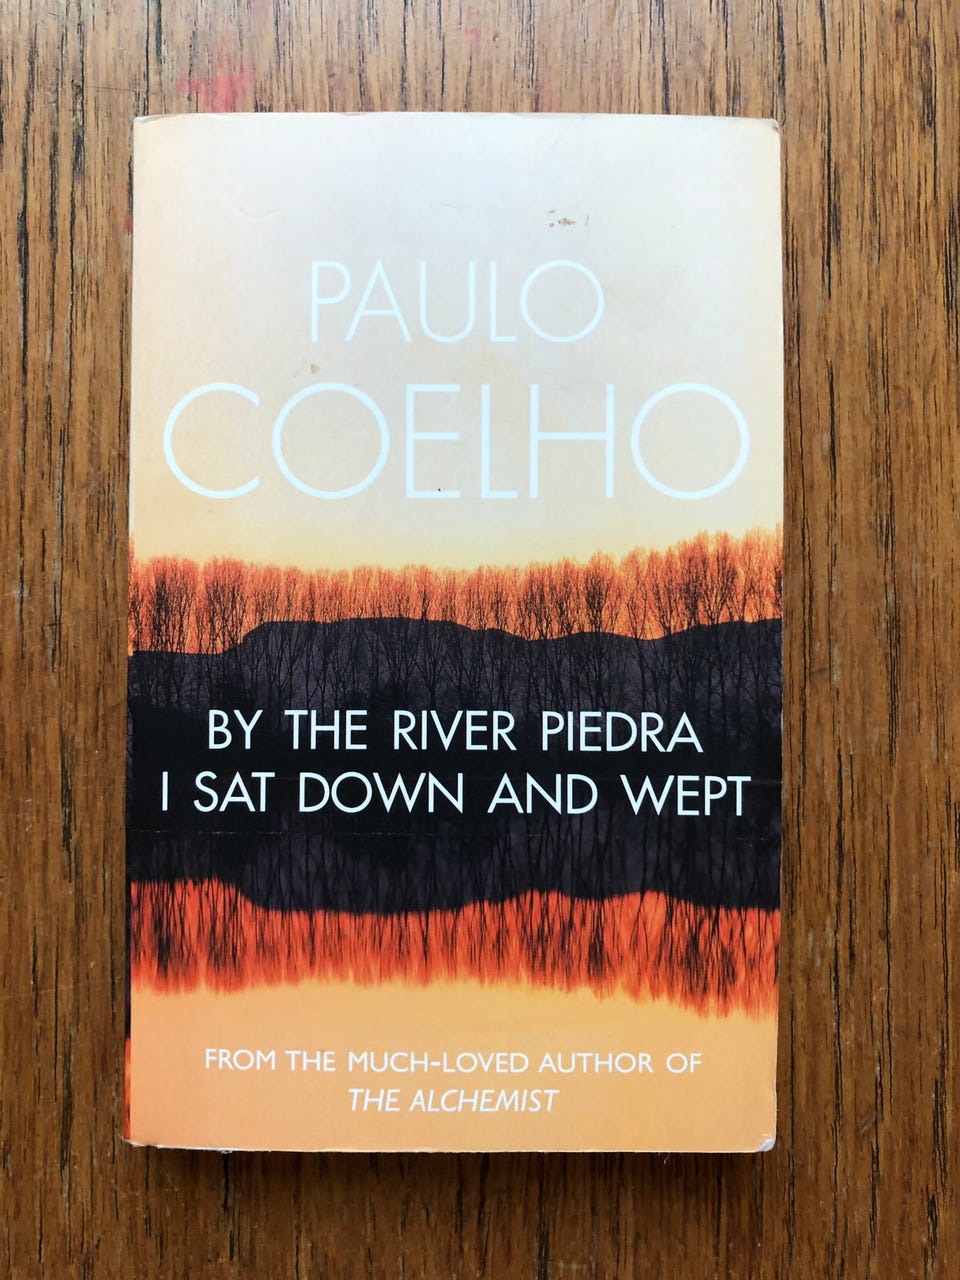 PAULO
COELHO
BY THE RIVER PIEDRA
I SAT DOWN AND WEPT
FROM THE MUCH-LOVED AUTHOR OF
THE ALCHEMIST